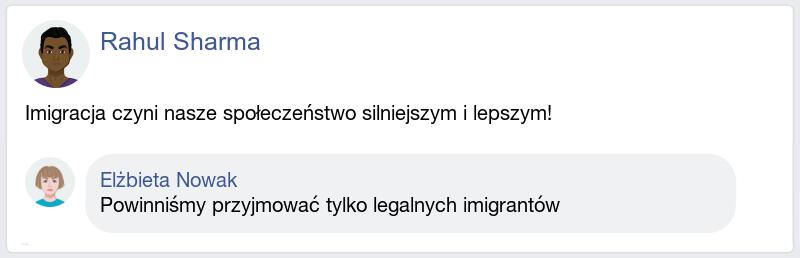 Rahul Sharma
Imigracja czyni nasze społeczeństwo silniejszym i lepszym!
Elżbieta Nowak
Powinniśmy przyjmować tylko legalnych imigrantów